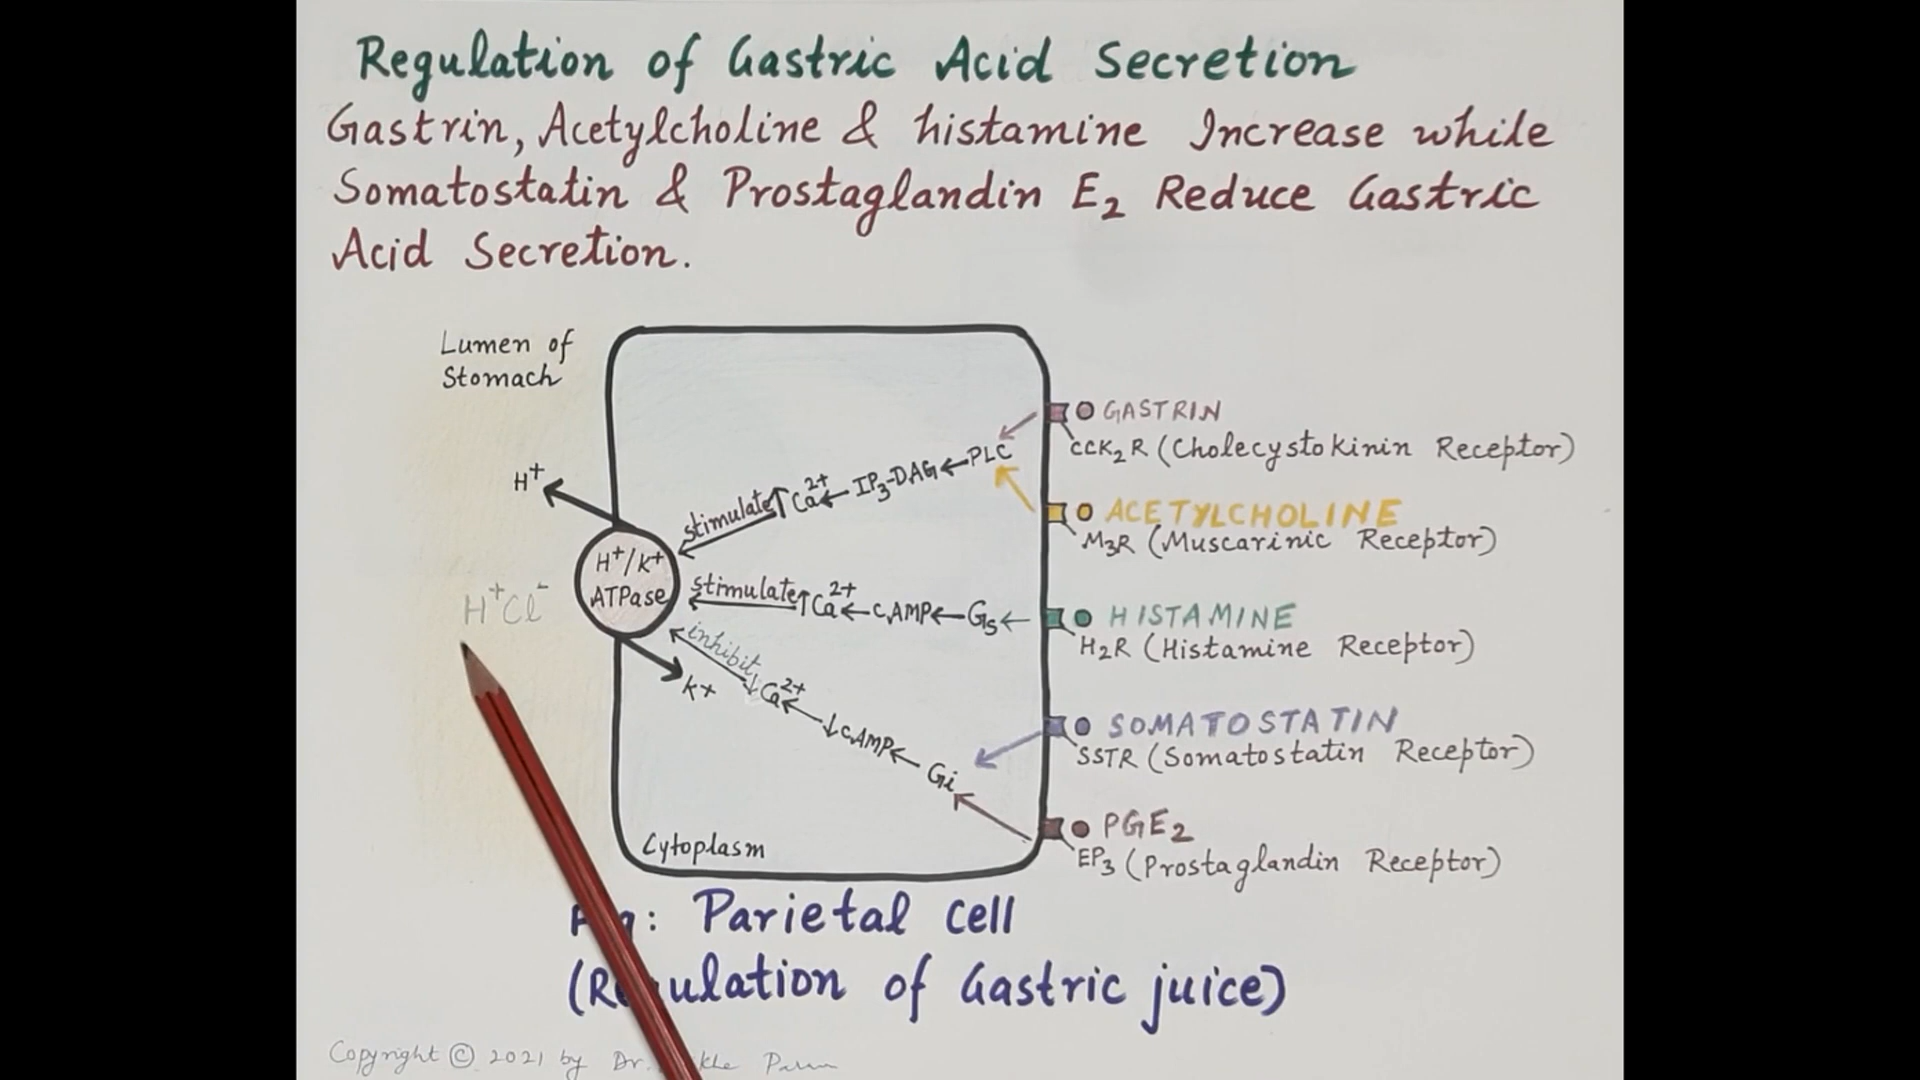 Regulation of Gastric Acid Secretion
Gastrin, Acetylcholine & histamine Increase while
Somatostatin & Prostaglandin E₂ Reduce Gastric
Acid Secretion.
Lumen of
Stomach
GASTRIN
CCK₂R (Cholecystokinin Receptor)
PLC
IP₃-DAG
Ca²⁺
stimulate
H⁺
ACETYLCHOLINE
M₃R (Muscarinic Receptor)
H⁺/K⁺
ATPase
H⁺Cl⁻
stimulate
Ca²⁺
cAMP
Gs
HISTAMINE
H₂R (Histamine Receptor)
inhibit
K+
Ca²⁺
cAMP
Gi
SOMATOSTATIN
SSTR (Somatostatin Receptor)
PGE₂
EP₃ (Prostaglandin Receptor)
Cytoplasm
Parietal cell
of Gastric juice)
Copyright © 2021 by Dr.